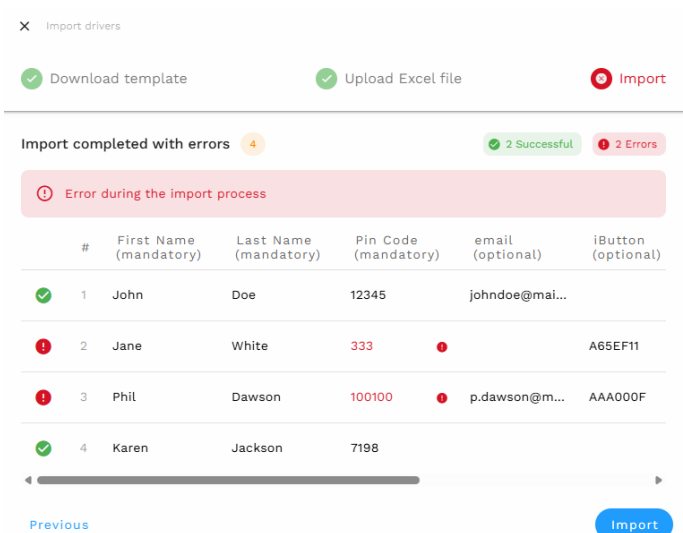 Import drivers
Download template
Upload Excel file
Import
Import completed with errors 4
2 Successful
2 Errors
Error during the import process
# First Name (mandatory) Last Name (mandatory) Pin Code (mandatory) email (optional) iButton (optional)
1 John Doe 12345 johndoe@mai...
2 Jane White 333 A65EF11
3 Phil Dawson 100100 p.dawson@m... AAA000F
4 Karen Jackson 7198
Previous
Import